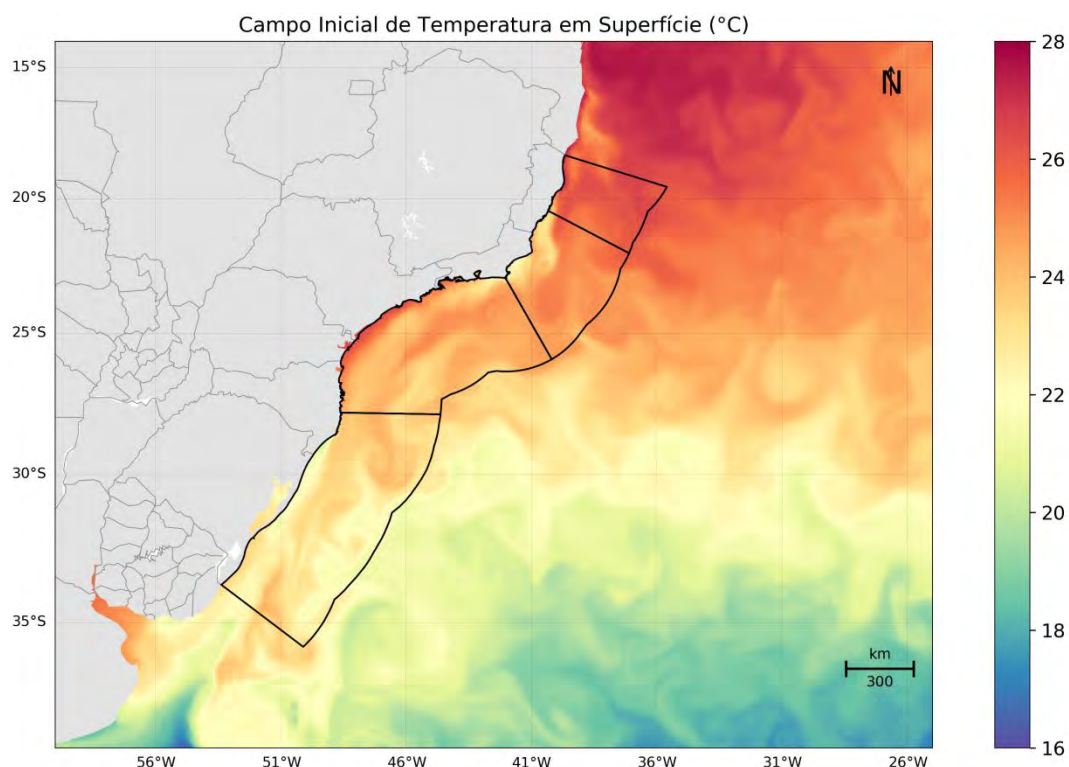 Campo Inicial de Temperatura em Superfície (°C)
15°S
20°S
25°S
30°S
35°S
56°W
51°W
46°W
41°W
36°W
31°W
26°W
N
km
300
28
26
24
22
20
18
16